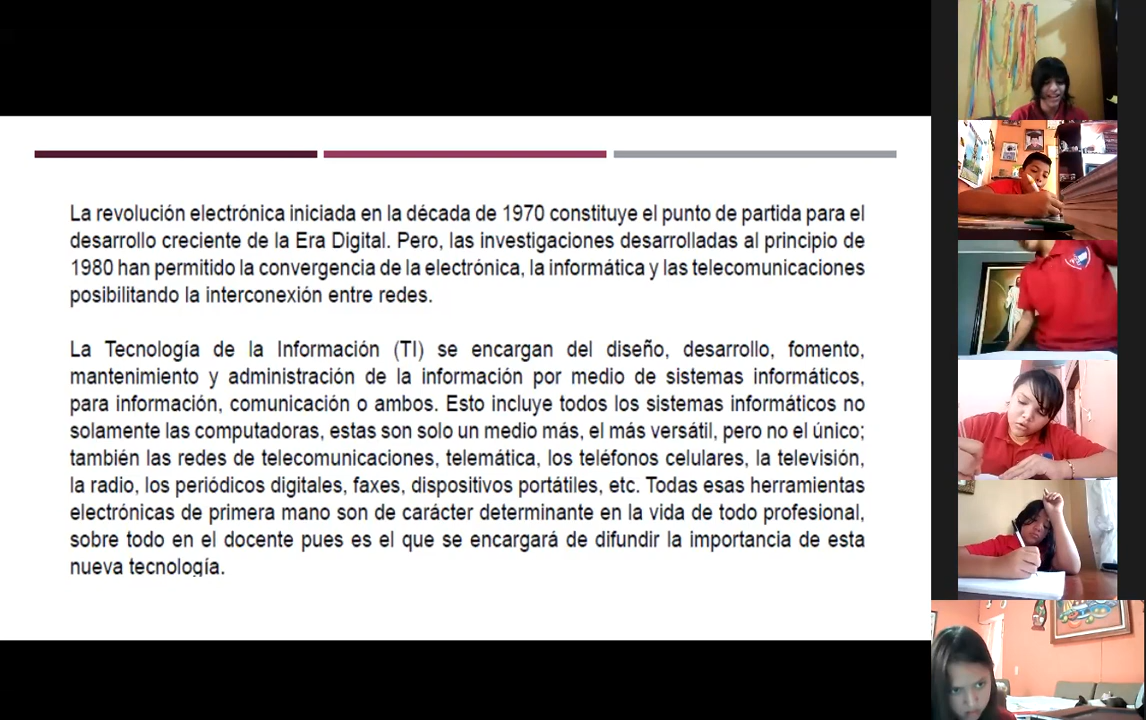 La revolución electrónica iniciada en la década de 1970 constituye el punto de partida para el
desarrollo creciente de la Era Digital. Pero, las investigaciones desarrolladas al principio de
1980 han permitido la convergencia de la electrónica, la informática y las telecomunicaciones
posibilitando la interconexión entre redes.
La Tecnología de la Información (TI) se encargan del diseño, desarrollo, fomento,
mantenimiento y administración de la información por medio de sistemas informáticos,
para información, comunicación o ambos. Esto incluye todos los sistemas informáticos no
solamente las computadoras, estas son solo un medio más, el más versátil, pero no el único;
también las redes de telecomunicaciones, telemática, los teléfonos celulares, la televisión,
la radio, los periódicos digitales, faxes, dispositivos portátiles, etc. Todas esas herramientas
electrónicas de primera mano son de carácter determinante en la vida de todo profesional,
sobre todo en el docente pues es el que se encargará de difundir la importancia de esta
nueva tecnología.